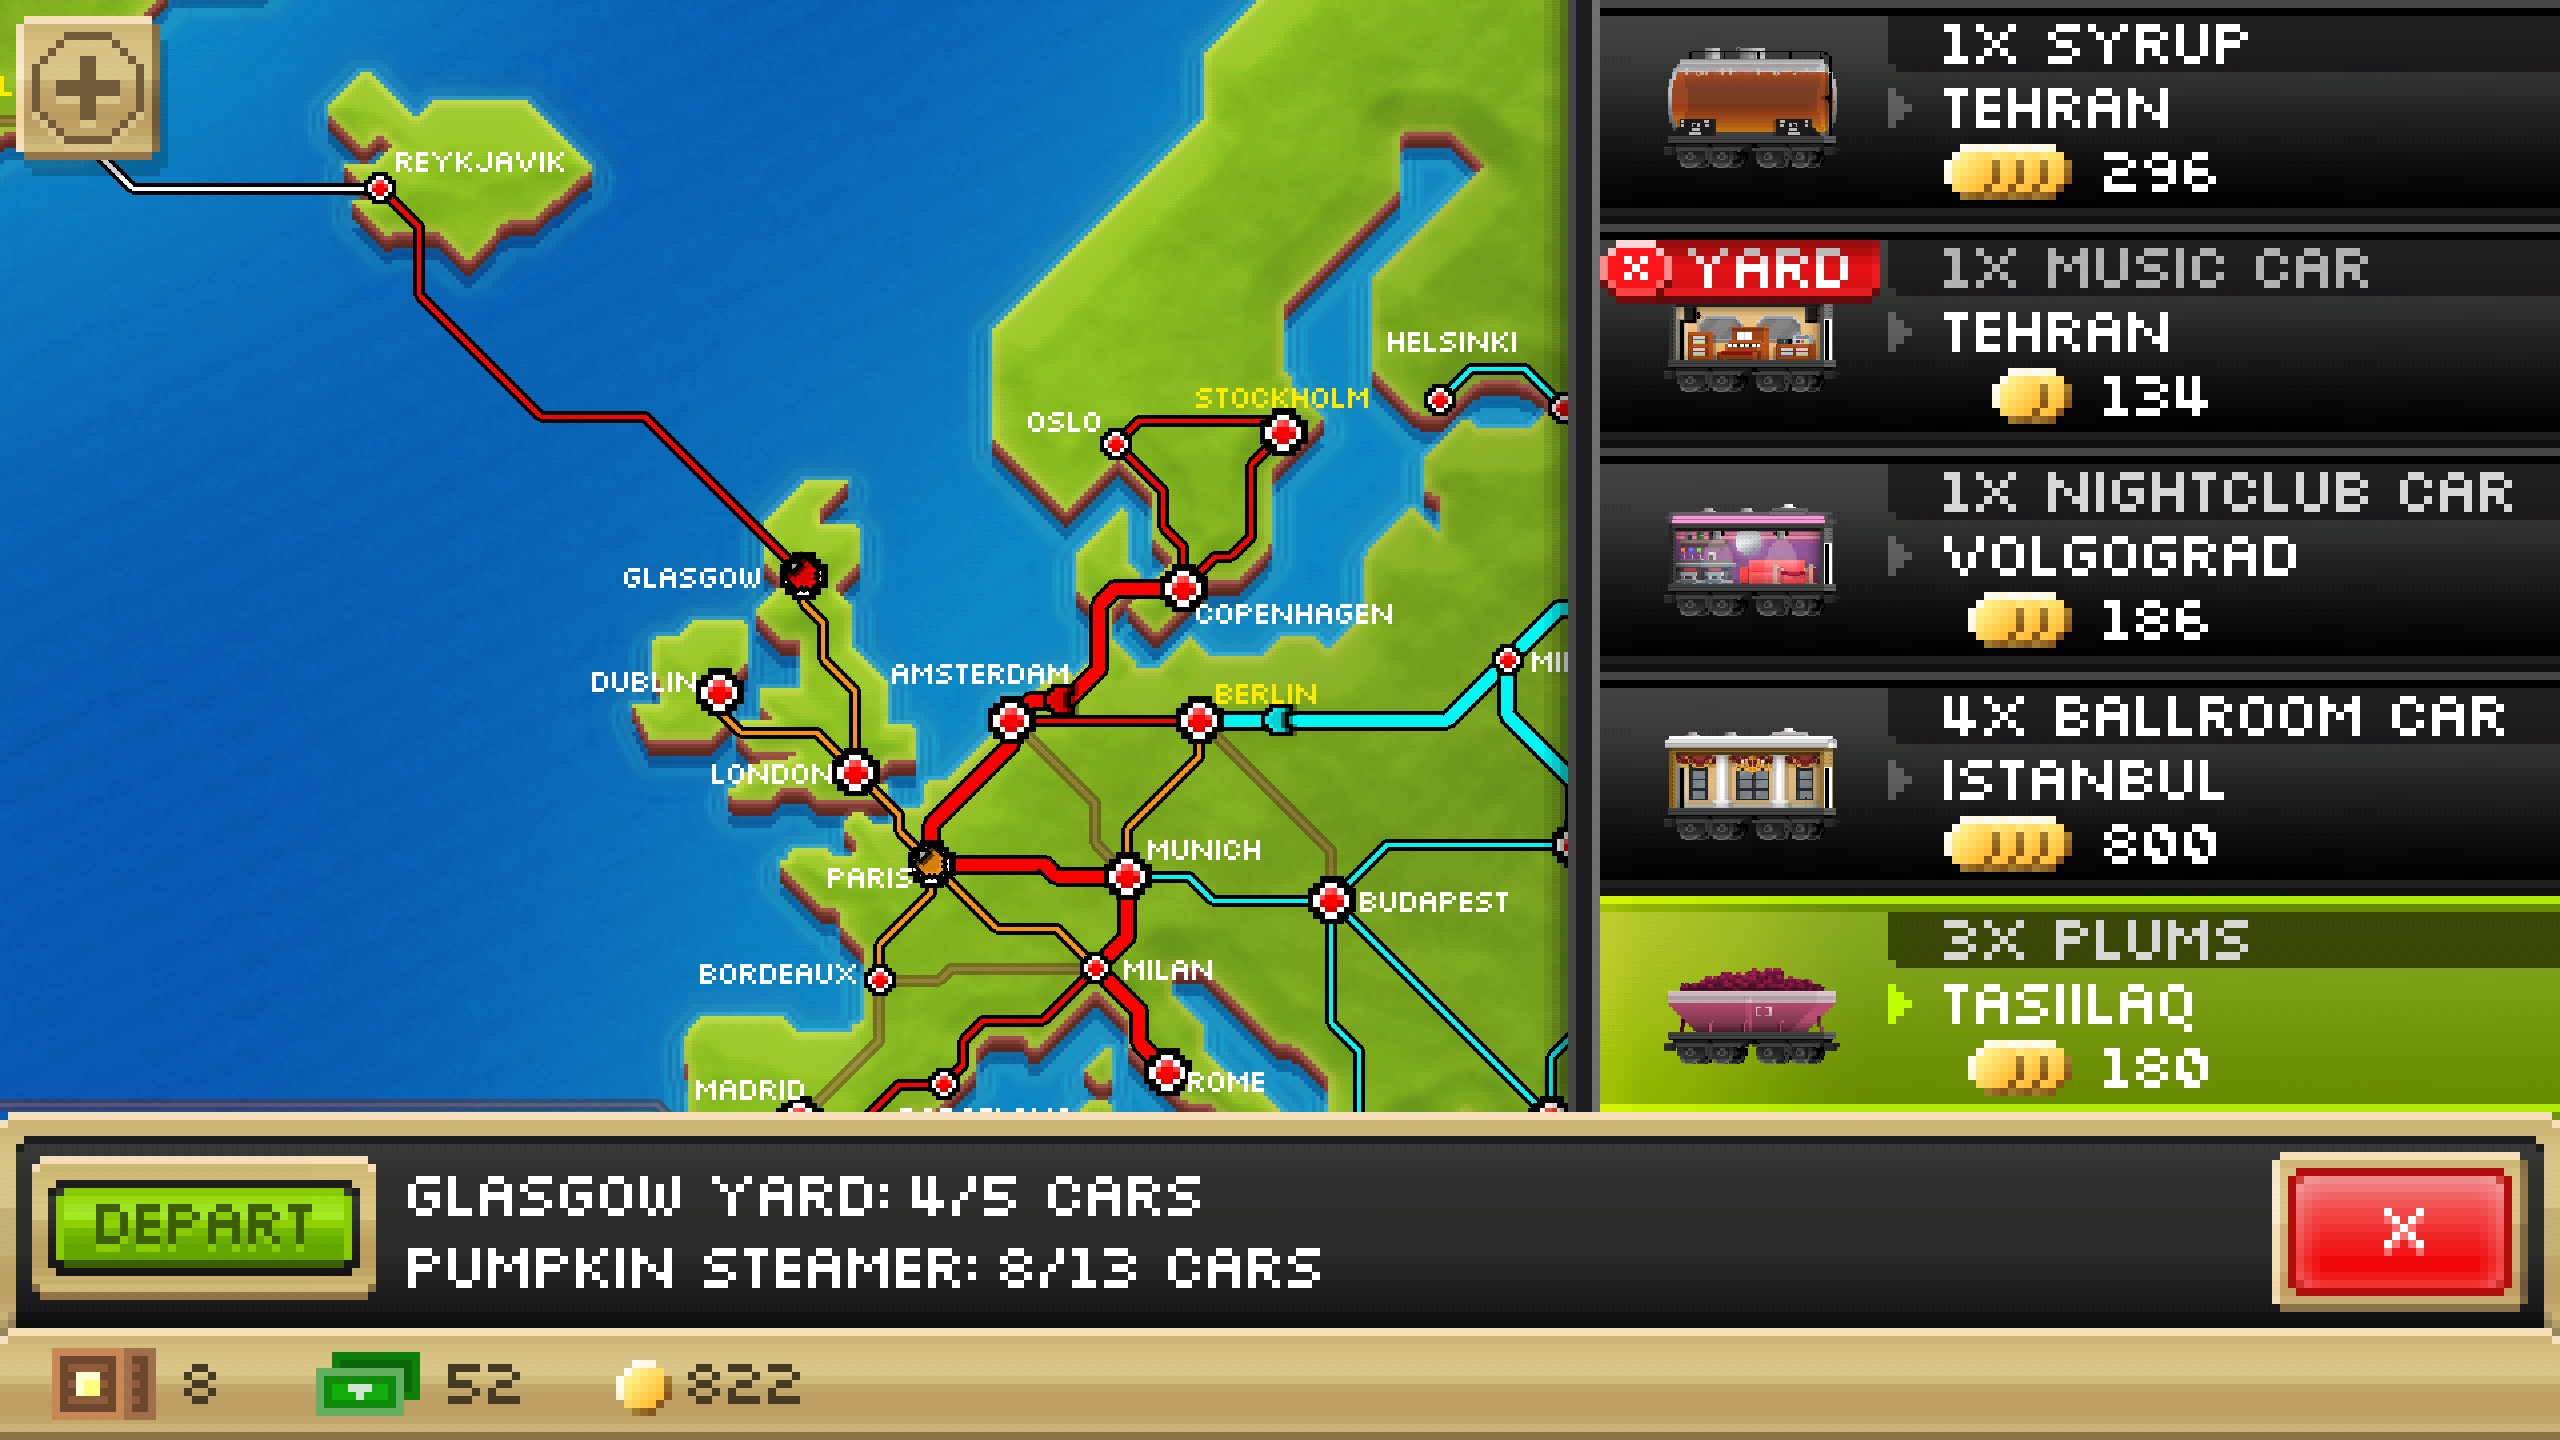 REYKJAVIK
HELSINKI
STOCKHOLM
OSLO
GLASGOW
COPENHAGEN
DUBLIN
AMSTERDAM
BERLIN
LONDON
MUNICH
PARIS
BUDAPEST
BORDEAUX
MILAN
MADRID
ROME
1X SYRUP
TEHRAN
296
YARD
1X MUSIC CAR
TEHRAN
134
1X NIGHTCLUB CAR
VOLGOGRAD
186
4X BALLROOM CAR
ISTANBUL
800
3X PLUMS
TASIILAQ
180
DEPART
GLASGOW YARD: 4/5 CARS
PUMPKIN STEAMER: 8/13 CARS
X
8
52
822